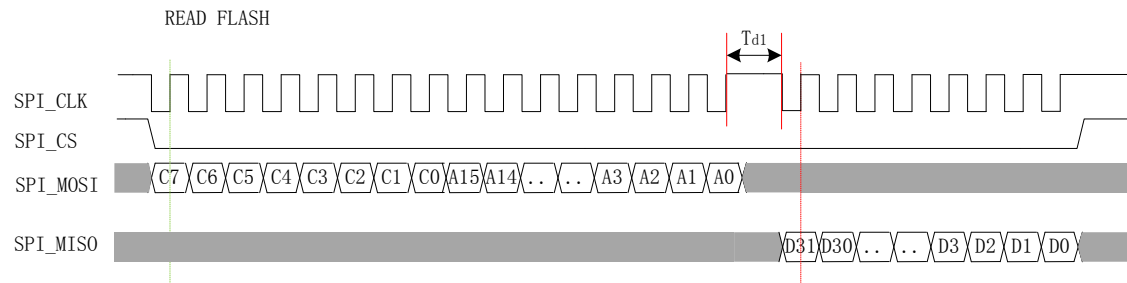 READ FLASH
Td1
SPI_CLK
SPI_CS
SPI_MOSI C7 C6 C5 C4 C3 C2 C1 C0 A15 A14 .. .. A3 A2 A1 A0
SPI_MISO D31 D30 .. .. D3 D2 D1 D0